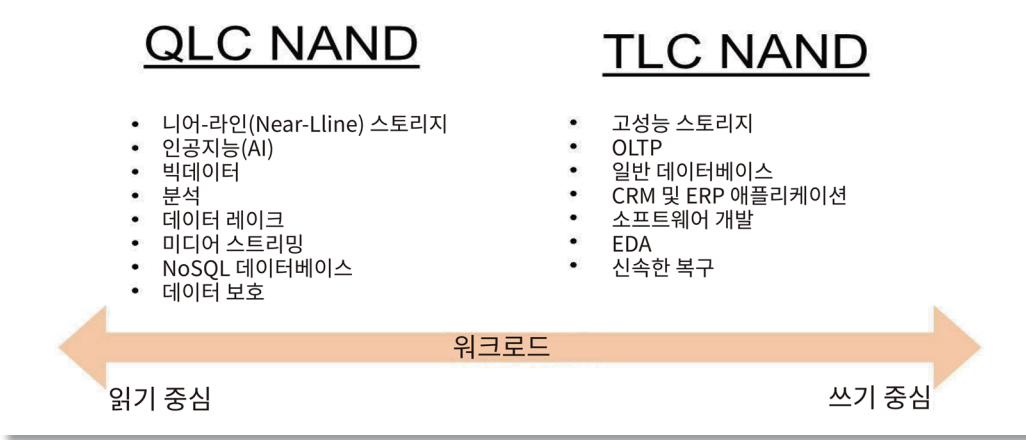 QLC NAND
• 니어-라인(Near-Lline) 스토리지
• 인공지능(AI)
• 빅데이터
• 분석
• 데이터 레이크
• 미디어 스트리밍
• NoSQL 데이터베이스
• 데이터 보호
TLC NAND
• 고성능 스토리지
• OLTP
• 일반 데이터베이스
• CRM 및 ERP 애플리케이션
• 소프트웨어 개발
• EDA
• 신속한 복구
워크로드
읽기 중심
쓰기 중심